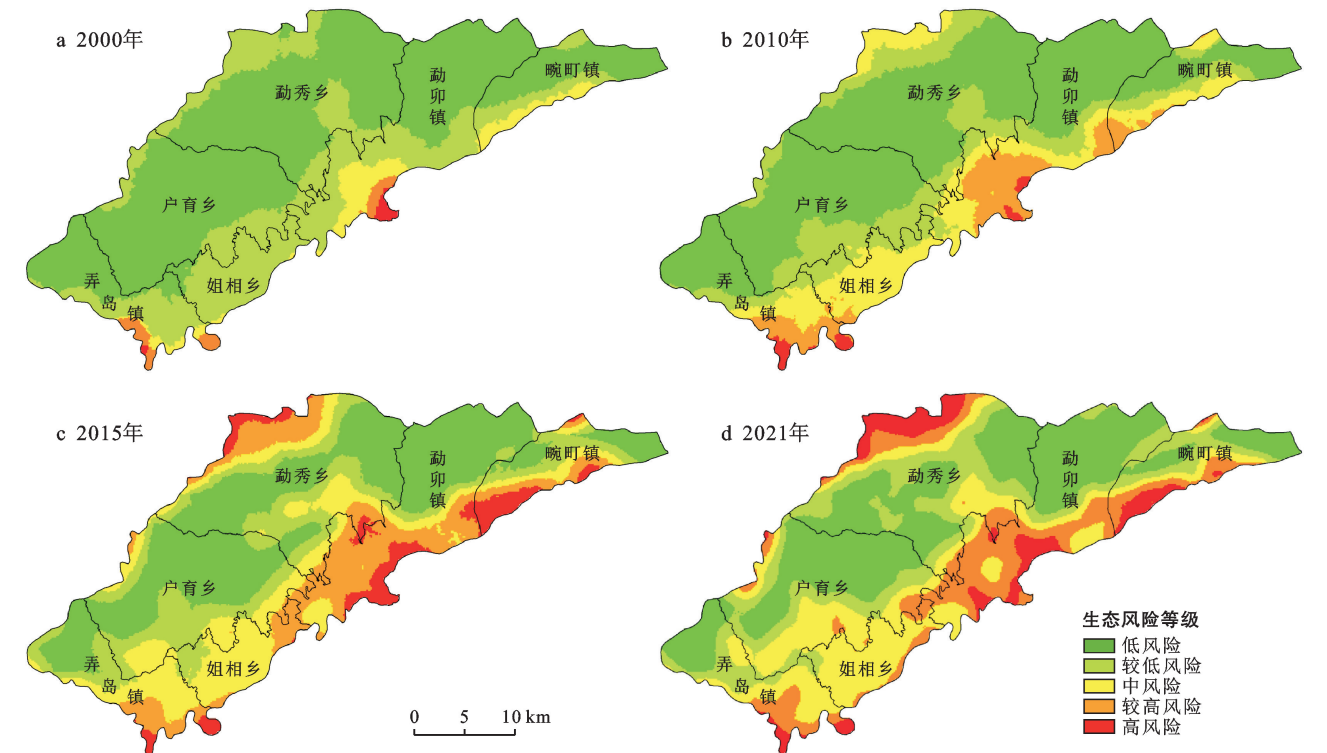 a 2000年
勐秀乡
勐卯镇
畹町镇
户育乡
弄岛镇
姐相乡
b 2010年
勐秀乡
勐卯镇
畹町镇
户育乡
弄岛镇
姐相乡
c 2015年
勐秀乡
勐卯镇
畹町镇
户育乡
弄岛镇
姐相乡
0 5 10 km
d 2021年
勐秀乡
勐卯镇
畹町镇
户育乡
弄岛镇
姐相乡
生态风险等级
低风险
较低风险
中风险
较高风险
高风险